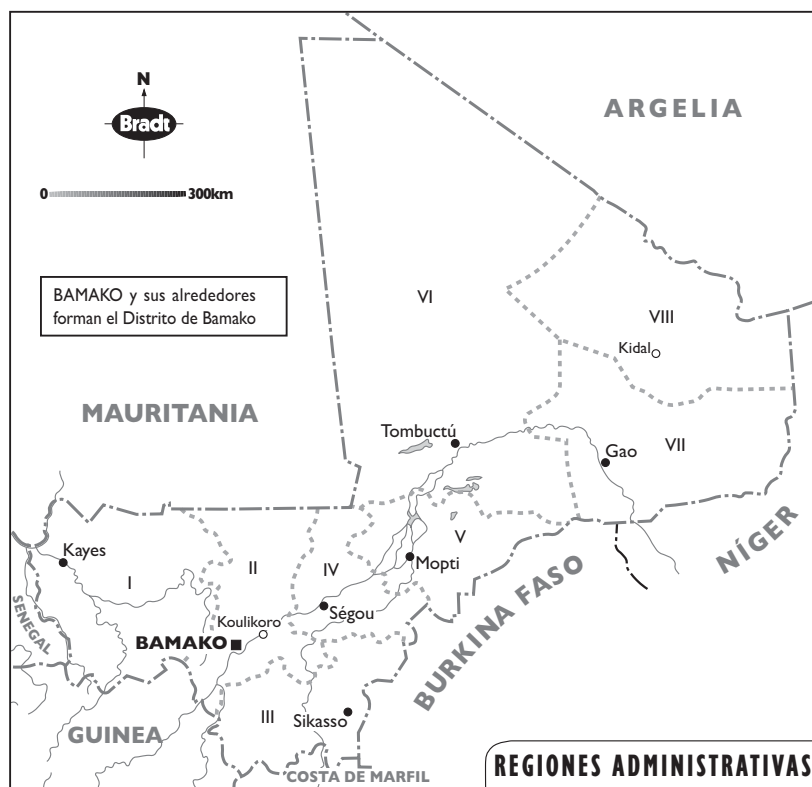 N
Bradt
0 300km
ARGELIA
BAMAKO y sus alrededores
forman el Distrito de Bamako
VI
VIII
Kidal
MAURITANIA
Tombuctú
Gao
VII
Kayes
I
II
IV
V
Mopti
NÍGER
SENEGAL
Koulikoro
Ségou
BAMAKO
BURKINA FASO
GUINEA
III
Sikasso
COSTA DE MARFIL
REGIONES ADMINISTRATIVAS